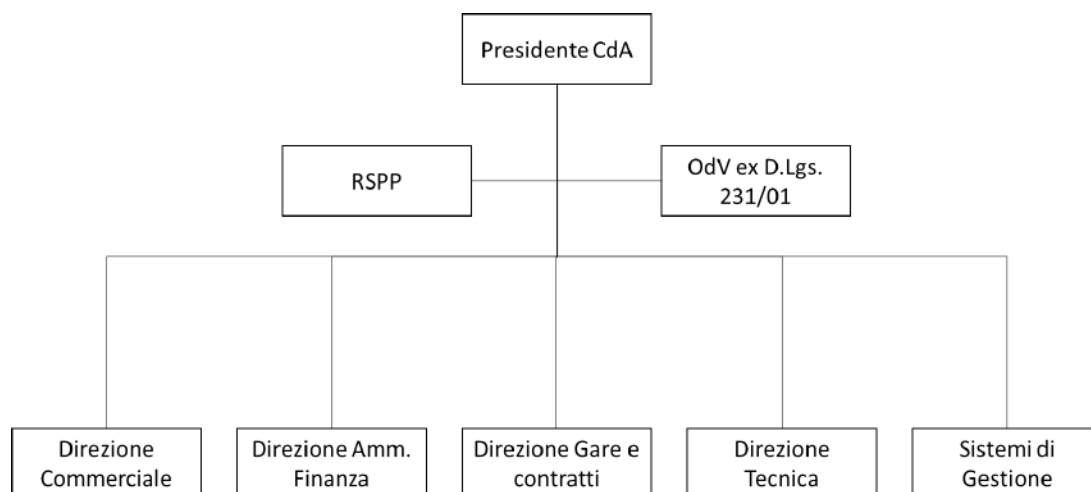 Presidente CdA
RSPP
OdV ex D.Lgs.
231/01
Direzione
Commerciale
Direzione Amm.
Finanza
Direzione Gare e
contratti
Direzione
Tecnica
Sistemi di
Gestione